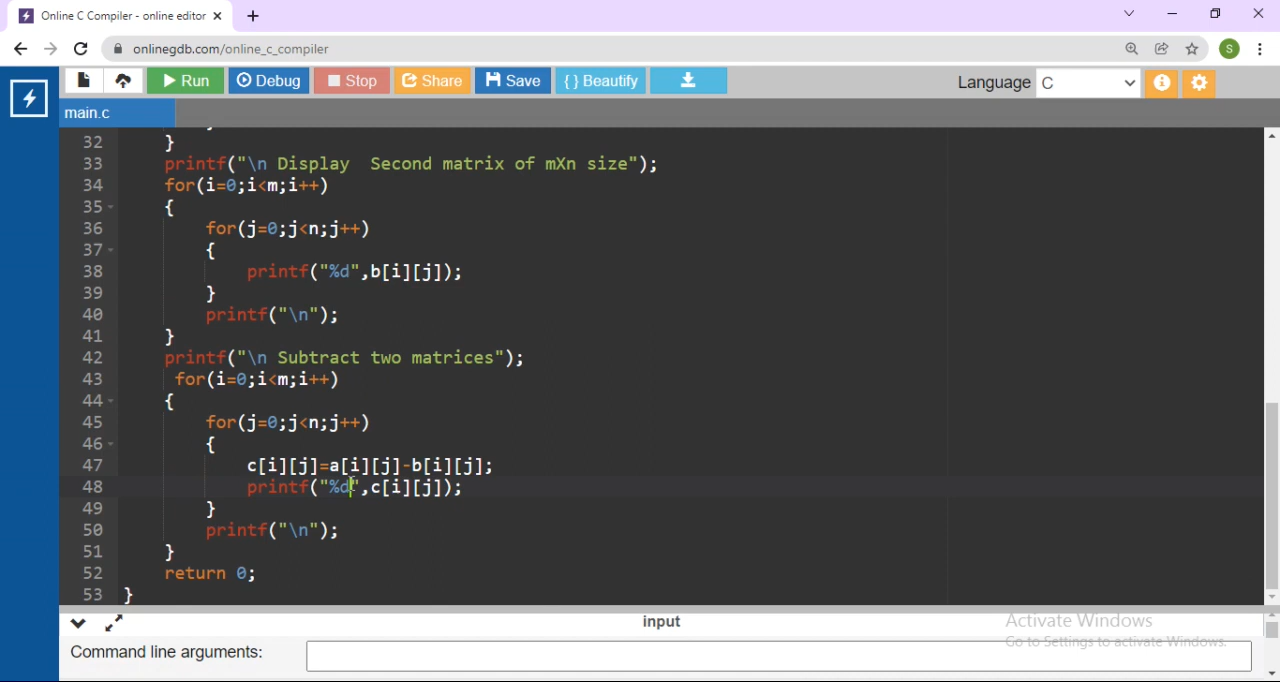 Online C Compiler - online editor
onlinegdb.com/online_c_compiler
S
Run Debug Stop Share Save { } Beautify Language C
main.c
32 }
33 printf("\n Display  Second matrix of mXn size");
34 for(i=0;i<m;i++)
35 {
36 for(j=0;j<n;j++)
37 {
38 printf("%d",b[i][j]);
39 }
40 printf("\n");
41 }
42 printf("\n Subtract two matrices");
43 for(i=0;i<m;i++)
44 {
45 for(j=0;j<n;j++)
46 {
47 c[i][j]=a[i][j]-b[i][j];
48 printf("%d",c[i][j]);
49 }
50 printf("\n");
51 }
52 return 0;
53 }
input
Activate Windows
Go to Settings to activate Windows.
Command line arguments: